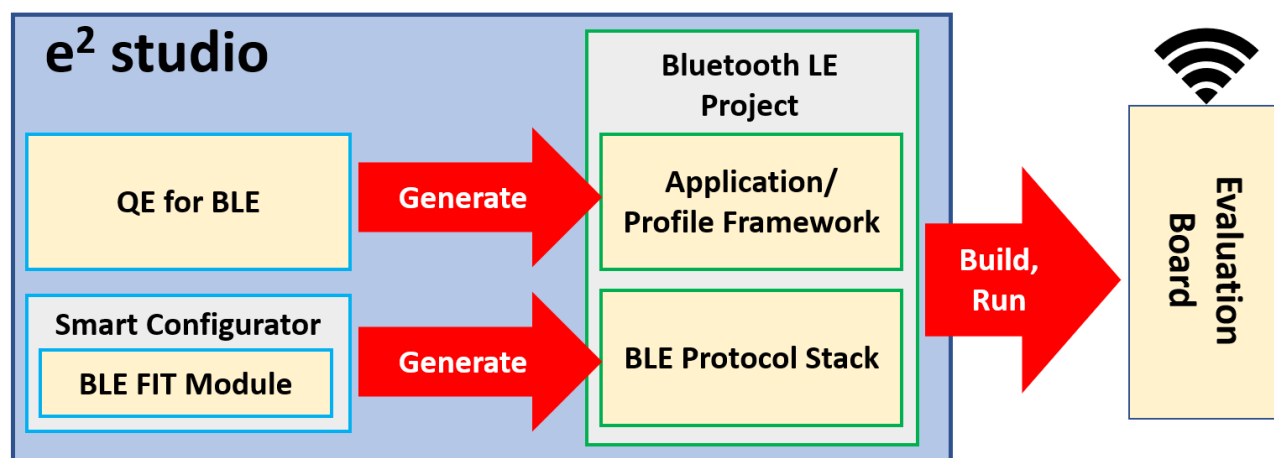 e² studio
Bluetooth LE
Project
QE for BLE
Generate
Application/
Profile Framework
Smart Configurator
BLE FIT Module
Generate
BLE Protocol Stack
Build,
Run
Evaluation
Board